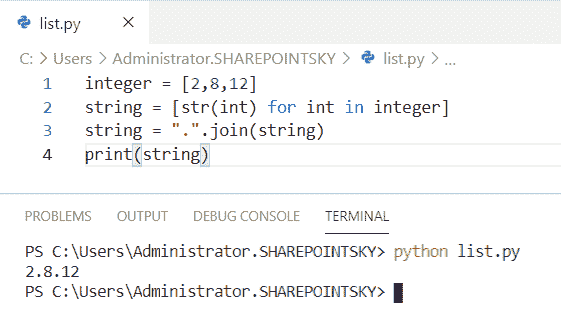 list.py
C: > Users > Administrator.SHAREPOINTSKY > list.py > ...
1 integer = [2,8,12]
2 string = [str(int) for int in integer]
3 string = ".".join(string)
4 print(string)
PROBLEMS OUTPUT DEBUG CONSOLE TERMINAL
PS C:\Users\Administrator.SHAREPOINTSKY> python list.py
2.8.12
PS C:\Users\Administrator.SHAREPOINTSKY>